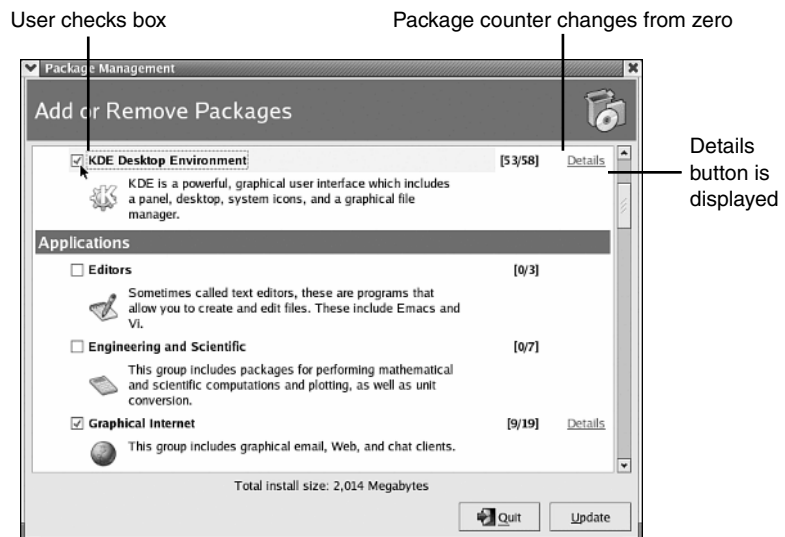 User checks box
Package counter changes from zero
Package Management
Add or Remove Packages
KDE Desktop Environment [53/58] Details
Details
button is
displayed
KDE is a powerful, graphical user interface which includes
a panel, desktop, system icons, and a graphical file
manager.
Applications
Editors [0/3]
Sometimes called text editors, these are programs that
allow you to create and edit files. These include Emacs and
Vi.
Engineering and Scientific [0/7]
This group includes packages for performing mathematical
and scientific computations and plotting, as well as unit
conversion.
Graphical Internet [9/19] Details
This group includes graphical email, Web, and chat clients.
Total install size: 2,014 Megabytes
Quit Update